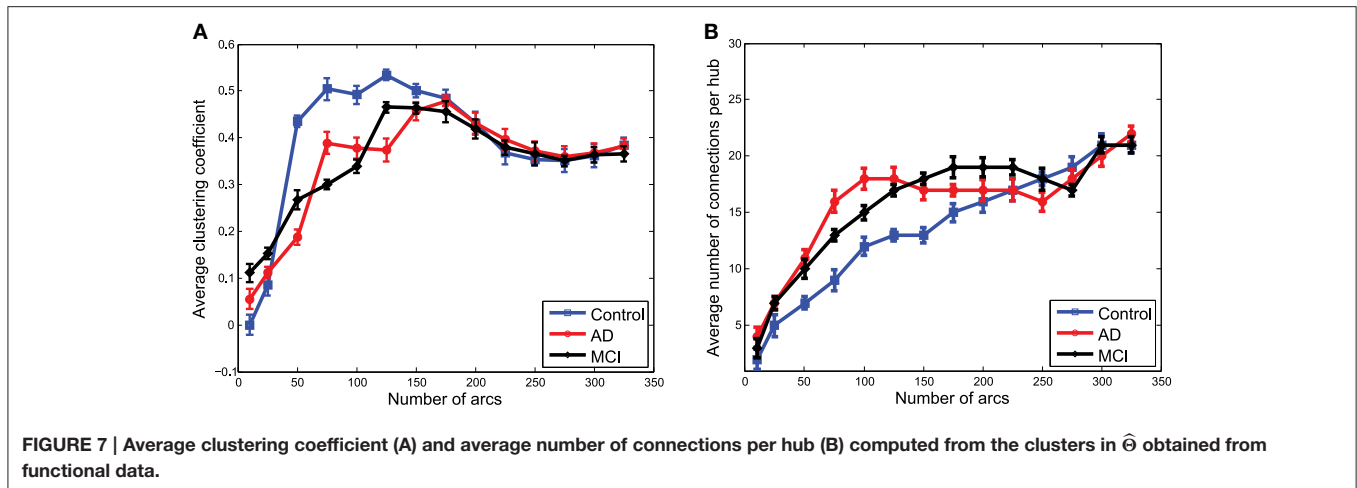 A
0.6
0.5
0.4
0.3
0.2
0.1
0
−0.1
Average clustering coefficient
0 50 100 150 200 250 300 350
Number of arcs
Control
AD
MCI
B
30
25
20
15
10
5
Average number of connections per hub
0 50 100 150 200 250 300 350
Number of arcs
Control
AD
MCI
FIGURE 7 | Average clustering coefficient (A) and average number of connections per hub (B) computed from the clusters in Θ̂ obtained from
functional data.